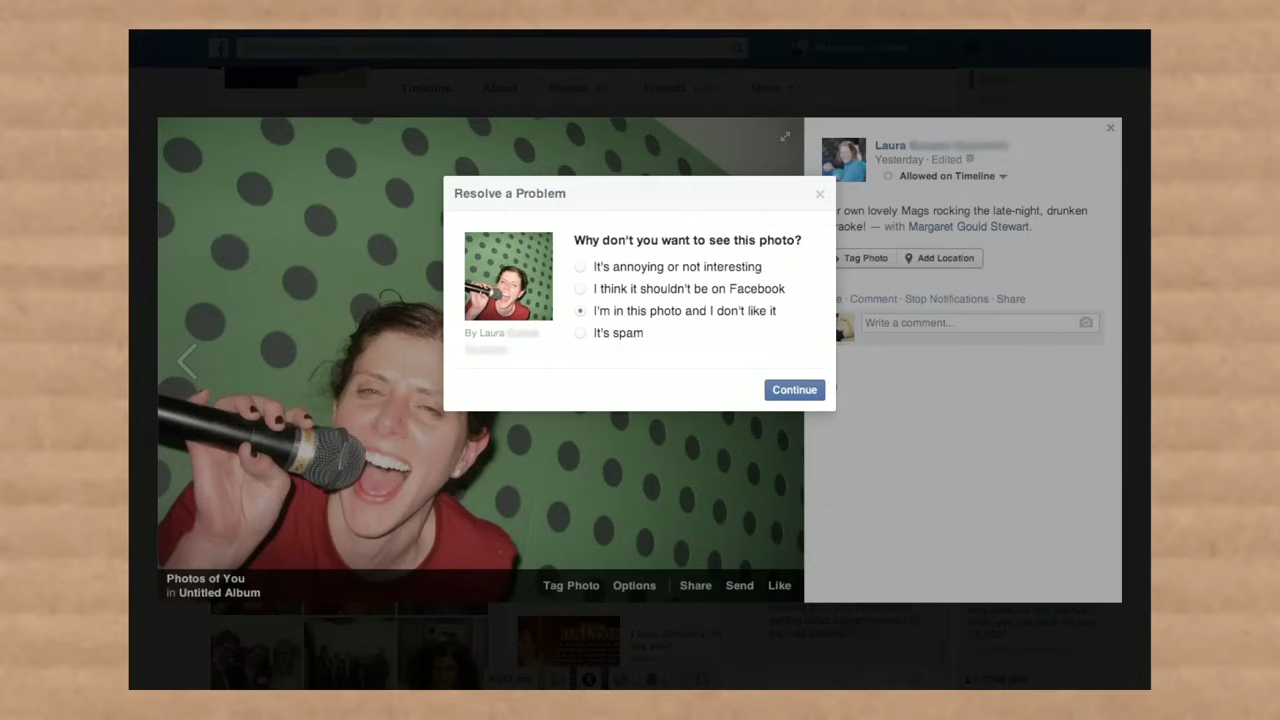 Timeline
About
More
Resolve a Problem
Why don't you want to see this photo?
It's annoying or not interesting
I think it shouldn't be on Facebook
I'm in this photo and I don't like it
It's spam
By Laura
Continue
Laura
Yesterday · Edited
Allowed on Timeline
r own lovely Mags rocking the late-night, drunken
raoke! — with Margaret Gould Stewart.
Tag Photo Add Location
e · Comment · Stop Notifications · Share
Write a comment...
Photos of You
in Untitled Album
Tag Photo Options Share Send Like